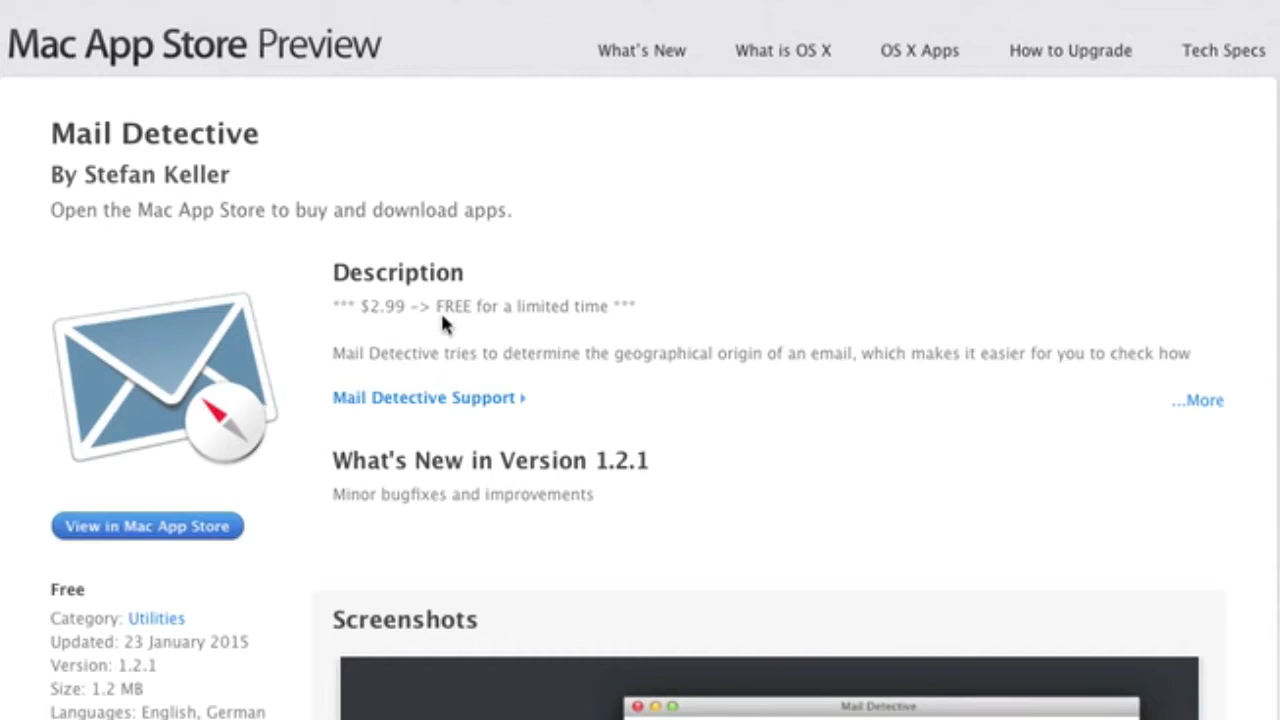 Mac App Store Preview
What's New
What is OS X
OS X Apps
How to Upgrade
Tech Specs
Mail Detective
By Stefan Keller
Open the Mac App Store to buy and download apps.
Description
*** $2.99 -> FREE for a limited time ***
Mail Detective tries to determine the geographical origin of an email, which makes it easier for you to check how
Mail Detective Support
...More
What's New in Version 1.2.1
Minor bugfixes and improvements
View in Mac App Store
Free
Category: Utilities
Updated: 23 January 2015
Version: 1.2.1
Size: 1.2 MB
Languages: English, German
Screenshots
Mail Detective